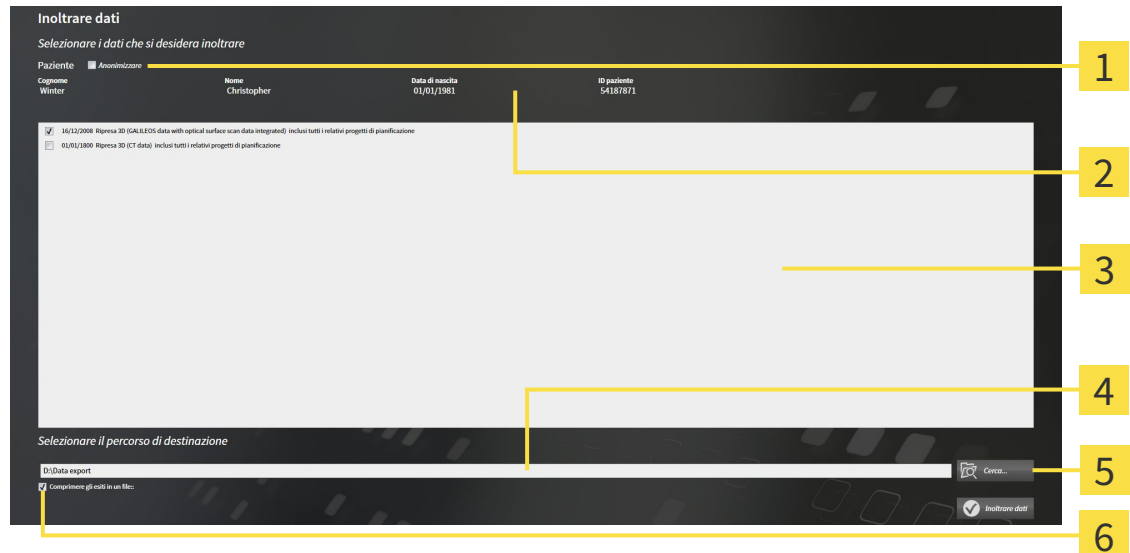 Inoltrare dati
Selezionare i dati che si desidera inoltrare
Paziente Anonimizzare
Cognome Nome Data di nascita ID paziente
Winter Christopher 01/01/1981 54187871
16/12/2008 Ripresa 3D (GALILEOS data with optical surface scan data integrated) inclusi tutti i relativi progetti di pianificazione
01/01/1800 Ripresa 3D (CT data) inclusi tutti i relativi progetti di pianificazione
Selezionare il percorso di destinazione
D:\Data export
Cerca...
Comprimere gli esiti in un file::
Inoltrare dati
1
2
3
4
5
6